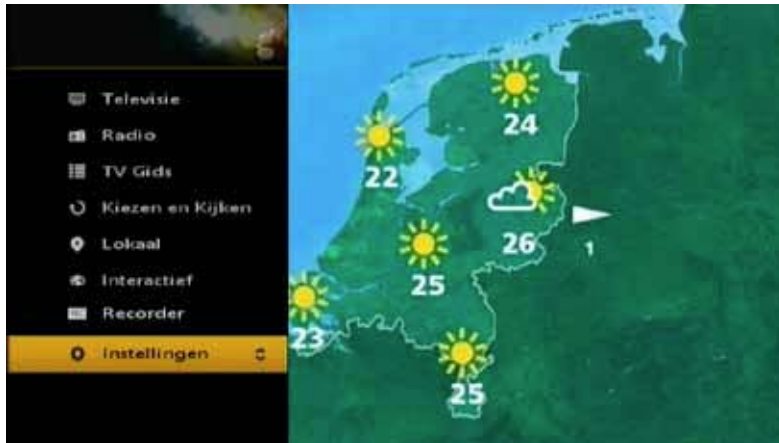 Televisie
Radio
TV Gids
Kiezen en Kijken
Lokaal
Interactief
Recorder
Instellingen
24
22
26
1
25
23
25